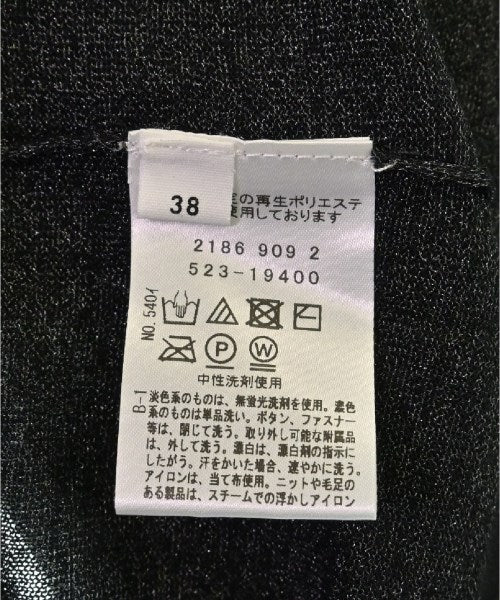 38
の再生ポリエステ
使用しております
2186 909 2
523-19400
NO. 5401
P
W
中性洗剤使用
B-1
淡色系のものは、無蛍光洗剤を使用。濃色
系のものは単品洗い。ボタン、ファスナー
等は、閉じて洗う。取り外し可能な附属品
は、外して洗う。漂白は、漂白剤の指示に
したがう。汗をかいた場合、速やかに洗う。
アイロンは、当て布使用。ニットや毛足の
ある製品は、スチームでの浮かしアイロン